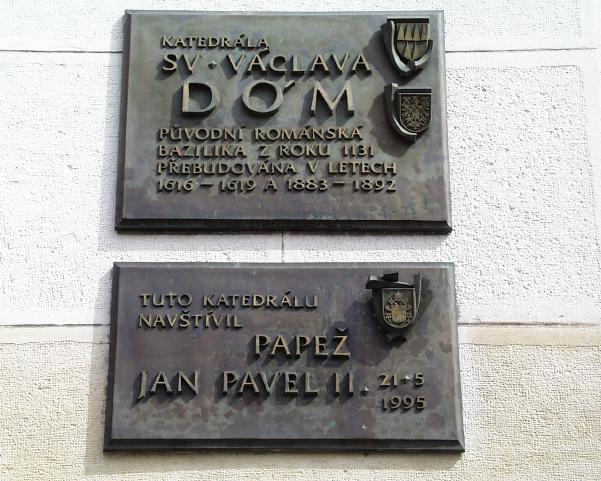 KATEDRÁLA
SV · VÁCLAVA
DÓM
PŮVODNÍ ROMÁNSKÁ
BAZILIKA Z ROKU 1131
PŘEBUDOVÁNA V LETECH
1616 – 1619 A 1883 – 1892
TUTO KATEDRÁLU
NAVŠTÍVIL
PAPEŽ
JAN PAVEL II. 21·5
1995